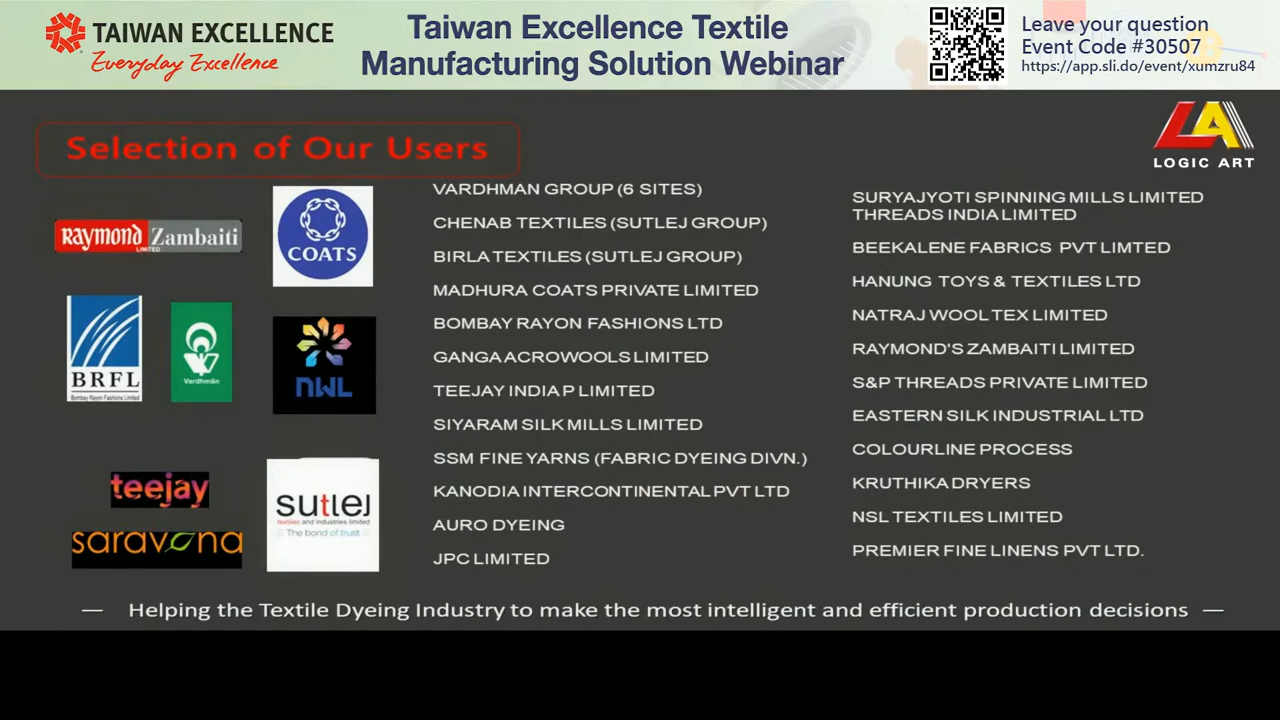 TAIWAN EXCELLENCE
Everyday Excellence
Taiwan Excellence Textile
Manufacturing Solution Webinar
Leave your question
Event Code #30507
https://app.sli.do/event/xumzru84
Selection of Our Users
LA
LOGIC ART
Raymond Zambaiti
LIMITED
COATS
BRFL
Bombay Rayon Fashions Limited
Vardhmān
NWL
teejay
saravana
sutlej
textiles and industries limited
The bond of trust
VARDHMAN GROUP (6 SITES)
CHENAB TEXTILES (SUTLEJ GROUP)
BIRLA TEXTILES (SUTLEJ GROUP)
MADHURA COATS PRIVATE LIMITED
BOMBAY RAYON FASHIONS LTD
GANGA ACROWOOLS LIMITED
TEEJAY INDIA P LIMITED
SIYARAM SILK MILLS LIMITED
SSM FINE YARNS (FABRIC DYEING DIVN.)
KANODIA INTERCONTINENTAL PVT LTD
AURO DYEING
JPC LIMITED
SURYAJYOTI SPINNING MILLS LIMITED
THREADS INDIA LIMITED
BEEKALENE FABRICS PVT LIMTED
HANUNG TOYS & TEXTILES LTD
NATRAJ WOOL TEX LIMITED
RAYMOND'S ZAMBAITI LIMITED
S&P THREADS PRIVATE LIMITED
EASTERN SILK INDUSTRIAL LTD
COLOURLINE PROCESS
KRUTHIKA DRYERS
NSL TEXTILES LIMITED
PREMIER FINE LINENS PVT LTD.
— Helping the Textile Dyeing Industry to make the most intelligent and efficient production decisions —